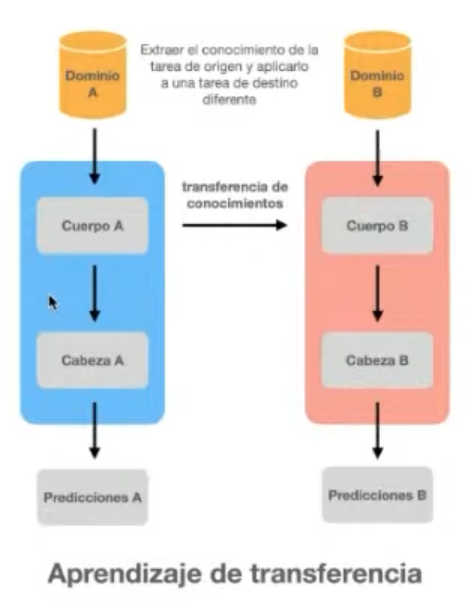 Dominio
A
Extraer el conocimiento de la
tarea de origen y aplicarlo
a una tarea de destino
diferente
Dominio
B
transferencia de
conocimientos
Cuerpo A
Cuerpo B
Cabeza A
Cabeza B
Predicciones A
Predicciones B
Aprendizaje de transferencia